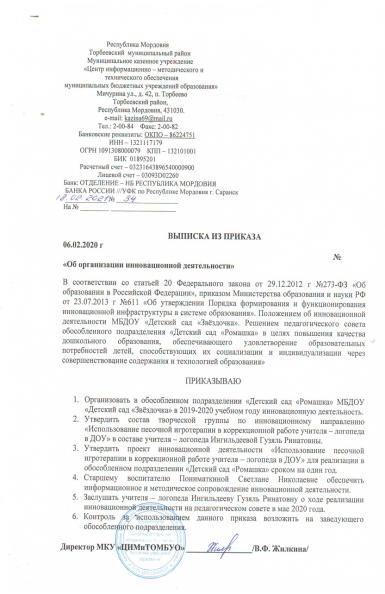 Республика Мордовия
Торбеевский муниципальный район
Муниципальное казенное учреждение
«Центр информационно – методического и
технического обеспечения
муниципальных бюджетных учреждений образования»
Мичурина ул., д. 42, п. Торбеево
Торбеевский район,
Республика Мордовия, 431030.
e-mail: kazina69@mail.ru
Тел.: 2-00-84 Факс: 2-00-82
Банковские реквизиты: ОКПО – 86224751
ИНН – 1321117179
ОГРН 1091308000079 КПП – 132101001
БИК 01895201
Расчетный счет – 03231643896540000900
Лицевой счет – 03093D02260
Банк: ОТДЕЛЕНИЕ – НБ РЕСПУБЛИКА МОРДОВИЯ
БАНКА РОССИИ //УФК по Республике Мордовия г. Саранск
18.02.2021 № 34
На №
ВЫПИСКА ИЗ ПРИКАЗА
06.02.2020 г
№
«Об организации инновационной деятельности»
В соответствии со статьей 20 Федерального закона от 29.12.2012 г №273-ФЗ «Об
образовании в Российской Федерации», приказом Министерства образования и науки РФ
от 23.07.2013 г №611 «Об утверждении Порядка формирования и функционирования
инновационной инфраструктуры в системе образования». Положением об инновационной
деятельности МБДОУ «Детский сад «Звёздочка». Решением педагогического совета
обособленного подразделения «Детский сад «Ромашка» в целях повышения качества
дошкольного образования, обеспечивающего удовлетворение образовательных
потребностей детей, способствующих их социализации и индивидуализации через
совершенствование содержания и технологией образования»
ПРИКАЗЫВАЮ
1. Организовать в обособленном подразделении «Детский сад «Ромашка» МБДОУ
«Детский сад «Звёздочка» в 2019-2020 учебном году инновационную деятельность.
2. Утвердить состав творческой группы по инновационному направлению
«Использование песочной игротерапии в коррекционной работе учителя – логопеда
в ДОУ» в составе учителя – логопеда Ингильдеевой Гузяль Ринатовны.
3. Утвердить проект инновационной деятельности «Использование песочной
игротерапии в коррекционной работе учителя – логопеда в ДОУ» для реализации в
обособленном подразделении «Детский сад «Ромашка» сроком на один год.
4. Старшему воспитателю Пониматкиной Светлане Николаевне обеспечить
информационное и методическое сопровождение инновационной деятельности.
5. Заслушать учителя – логопеда Ингильдееву Гузяль Ринатовну о ходе реализации
инновационной деятельности на педагогическом совете в мае 2020 года.
6. Контроль за использованием данного приказа возложить на заведующего
обособленного подразделения.
Директор МКУ «ЦИМиТОМБУО» /В.Ф. Жилкина/